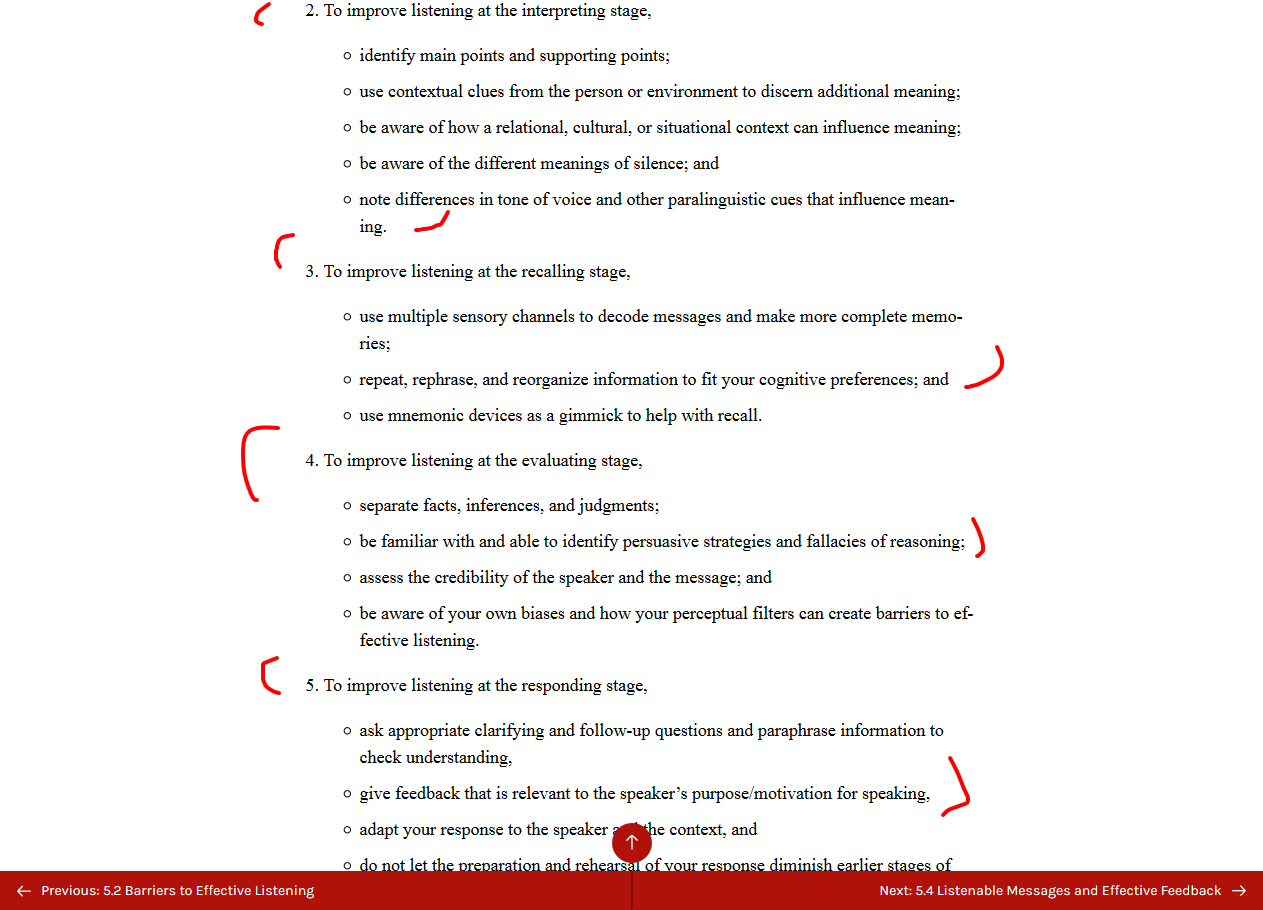 2. To improve listening at the interpreting stage,
○ identify main points and supporting points;
○ use contextual clues from the person or environment to discern additional meaning;
○ be aware of how a relational, cultural, or situational context can influence meaning;
○ be aware of the different meanings of silence; and
○ note differences in tone of voice and other paralinguistic cues that influence mean-
ing.
3. To improve listening at the recalling stage,
○ use multiple sensory channels to decode messages and make more complete memo-
ries;
○ repeat, rephrase, and reorganize information to fit your cognitive preferences; and
○ use mnemonic devices as a gimmick to help with recall.
4. To improve listening at the evaluating stage,
○ separate facts, inferences, and judgments;
○ be familiar with and able to identify persuasive strategies and fallacies of reasoning;
○ assess the credibility of the speaker and the message; and
○ be aware of your own biases and how your perceptual filters can create barriers to ef-
fective listening.
5. To improve listening at the responding stage,
○ ask appropriate clarifying and follow-up questions and paraphrase information to
check understanding,
○ give feedback that is relevant to the speaker’s purpose/motivation for speaking,
○ adapt your response to the speaker the context, and
○ do not let the preparation and rehearsal of your response diminish earlier stages of
← Previous: 5.2 Barriers to Effective Listening
Next: 5.4 Listenable Messages and Effective Feedback →